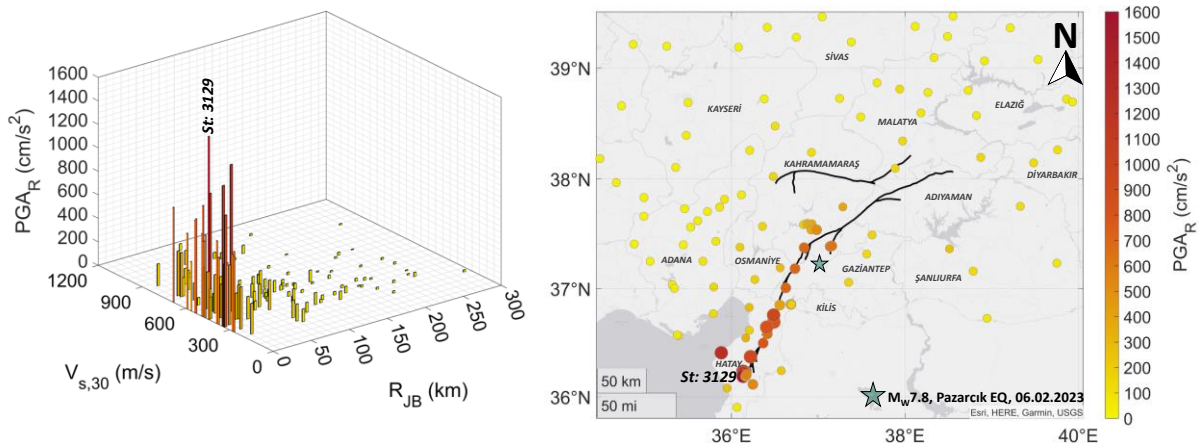 1600
1400
1200
1000
800
600
400
200
0
PGA_R (cm/s²)
St: 3129
1200
900
600
300
0
V_s,30 (m/s)
0
50
100
150
200
250
300
R_JB (km)
39°N
38°N
37°N
36°N
36°E
38°E
40°E
N
SİVAS
KAYSERİ
ELAZIĞ
MALATYA
KAHRAMAMARAŞ
DİYARBAKIR
ADIYAMAN
ADANA
OSMANİYE
GAZİANTEP
ŞANLIURFA
KİLİS
HATAY
St: 3129
50 km
50 mi
M_W7.8, Pazarcık EQ, 06.02.2023
Esri, HERE, Garmin, USGS
1600
1500
1400
1300
1200
1100
1000
900
800
700
600
500
400
300
200
100
0
PGA_R (cm/s²)